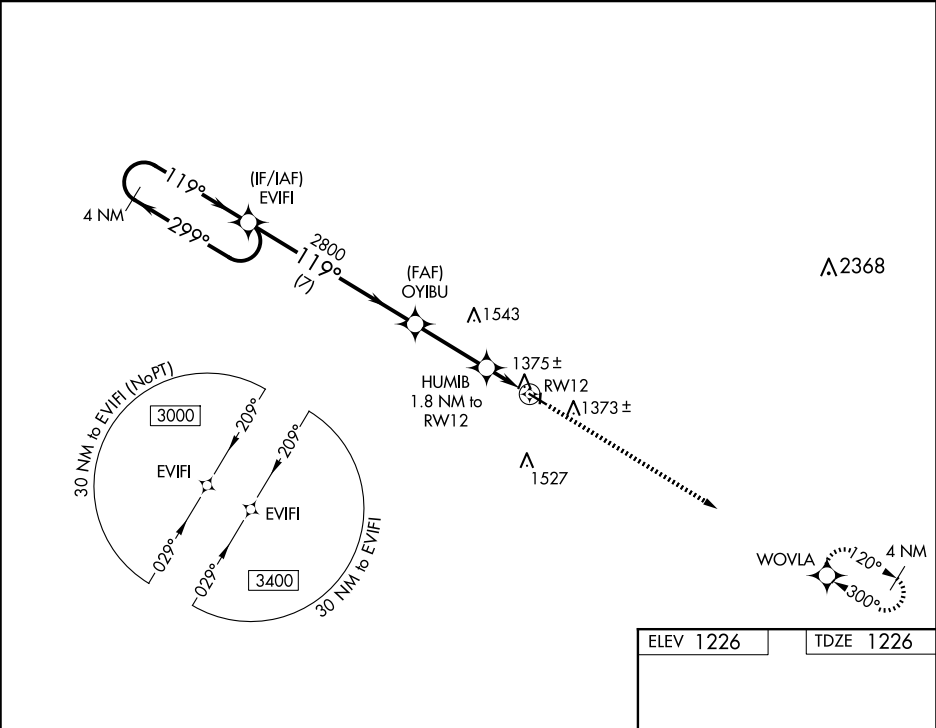 119°
4 NM
299°
(IF/IAF)
EVIFI
2800
119°
(7)
(FAF)
OYIBU
1543
2368
HUMIB
1.8 NM to
RW12
1375±
RW12
1373±
1527
30 NM to EVIFI (NoPT)
3000
209°
EVIFI
029°
209°
EVIFI
029°
3400
30 NM to EVIFI
WOVLA
120°
4 NM
300°
ELEV 1226
TDZE 1226